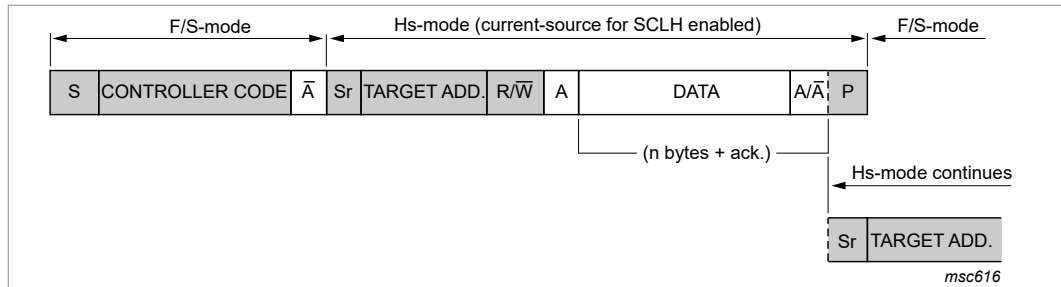 F/S-mode Hs-mode (current-source for SCLH enabled) F/S-mode
S CONTROLLER CODE A̅ Sr TARGET ADD. R/W̅ A DATA A/A̅ P
(n bytes + ack.)
Hs-mode continues
Sr TARGET ADD.
msc616